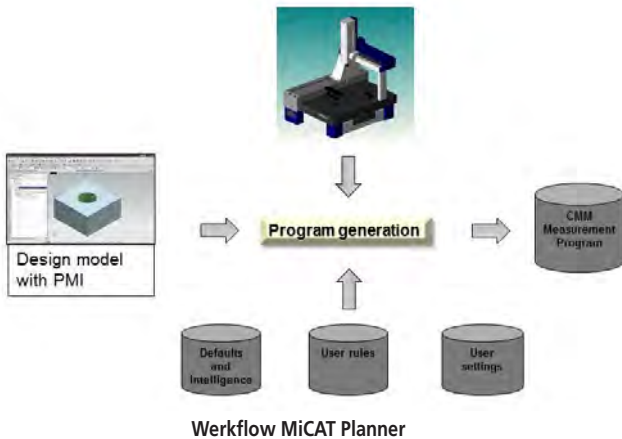 Design model
with PMI
Program generation
CMM
Measurement
Program
Defaults
and
Intelligence
User rules
User
settings
Werkflow MiCAT Planner